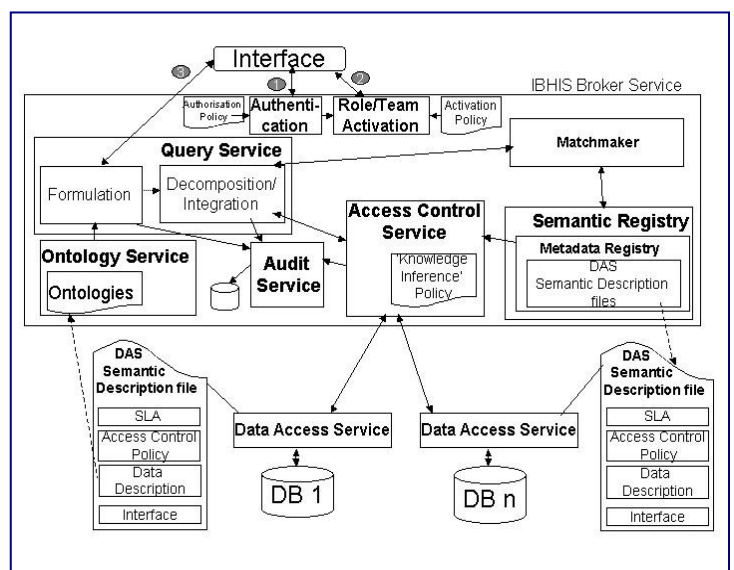 Interface
3
1
2
IBHIS Broker Service
Authorisation
Policy
Authenti-
cation
Role/Team
Activation
Activation
Policy
Query Service
Formulation
Decomposition/
Integration
Matchmaker
Access Control
Service
'Knowledge
Inference'
Policy
Semantic Registry
Metadata Registry
DAS
Semantic Description
files
Ontology Service
Ontologies
Audit
Service
DAS
Semantic
Description file
SLA
Access Control
Policy
Data
Description
Interface
Data Access Service
DB 1
Data Access Service
DB n
DAS
Semantic
Description file
SLA
Access Control
Policy
Data
Description
Interface